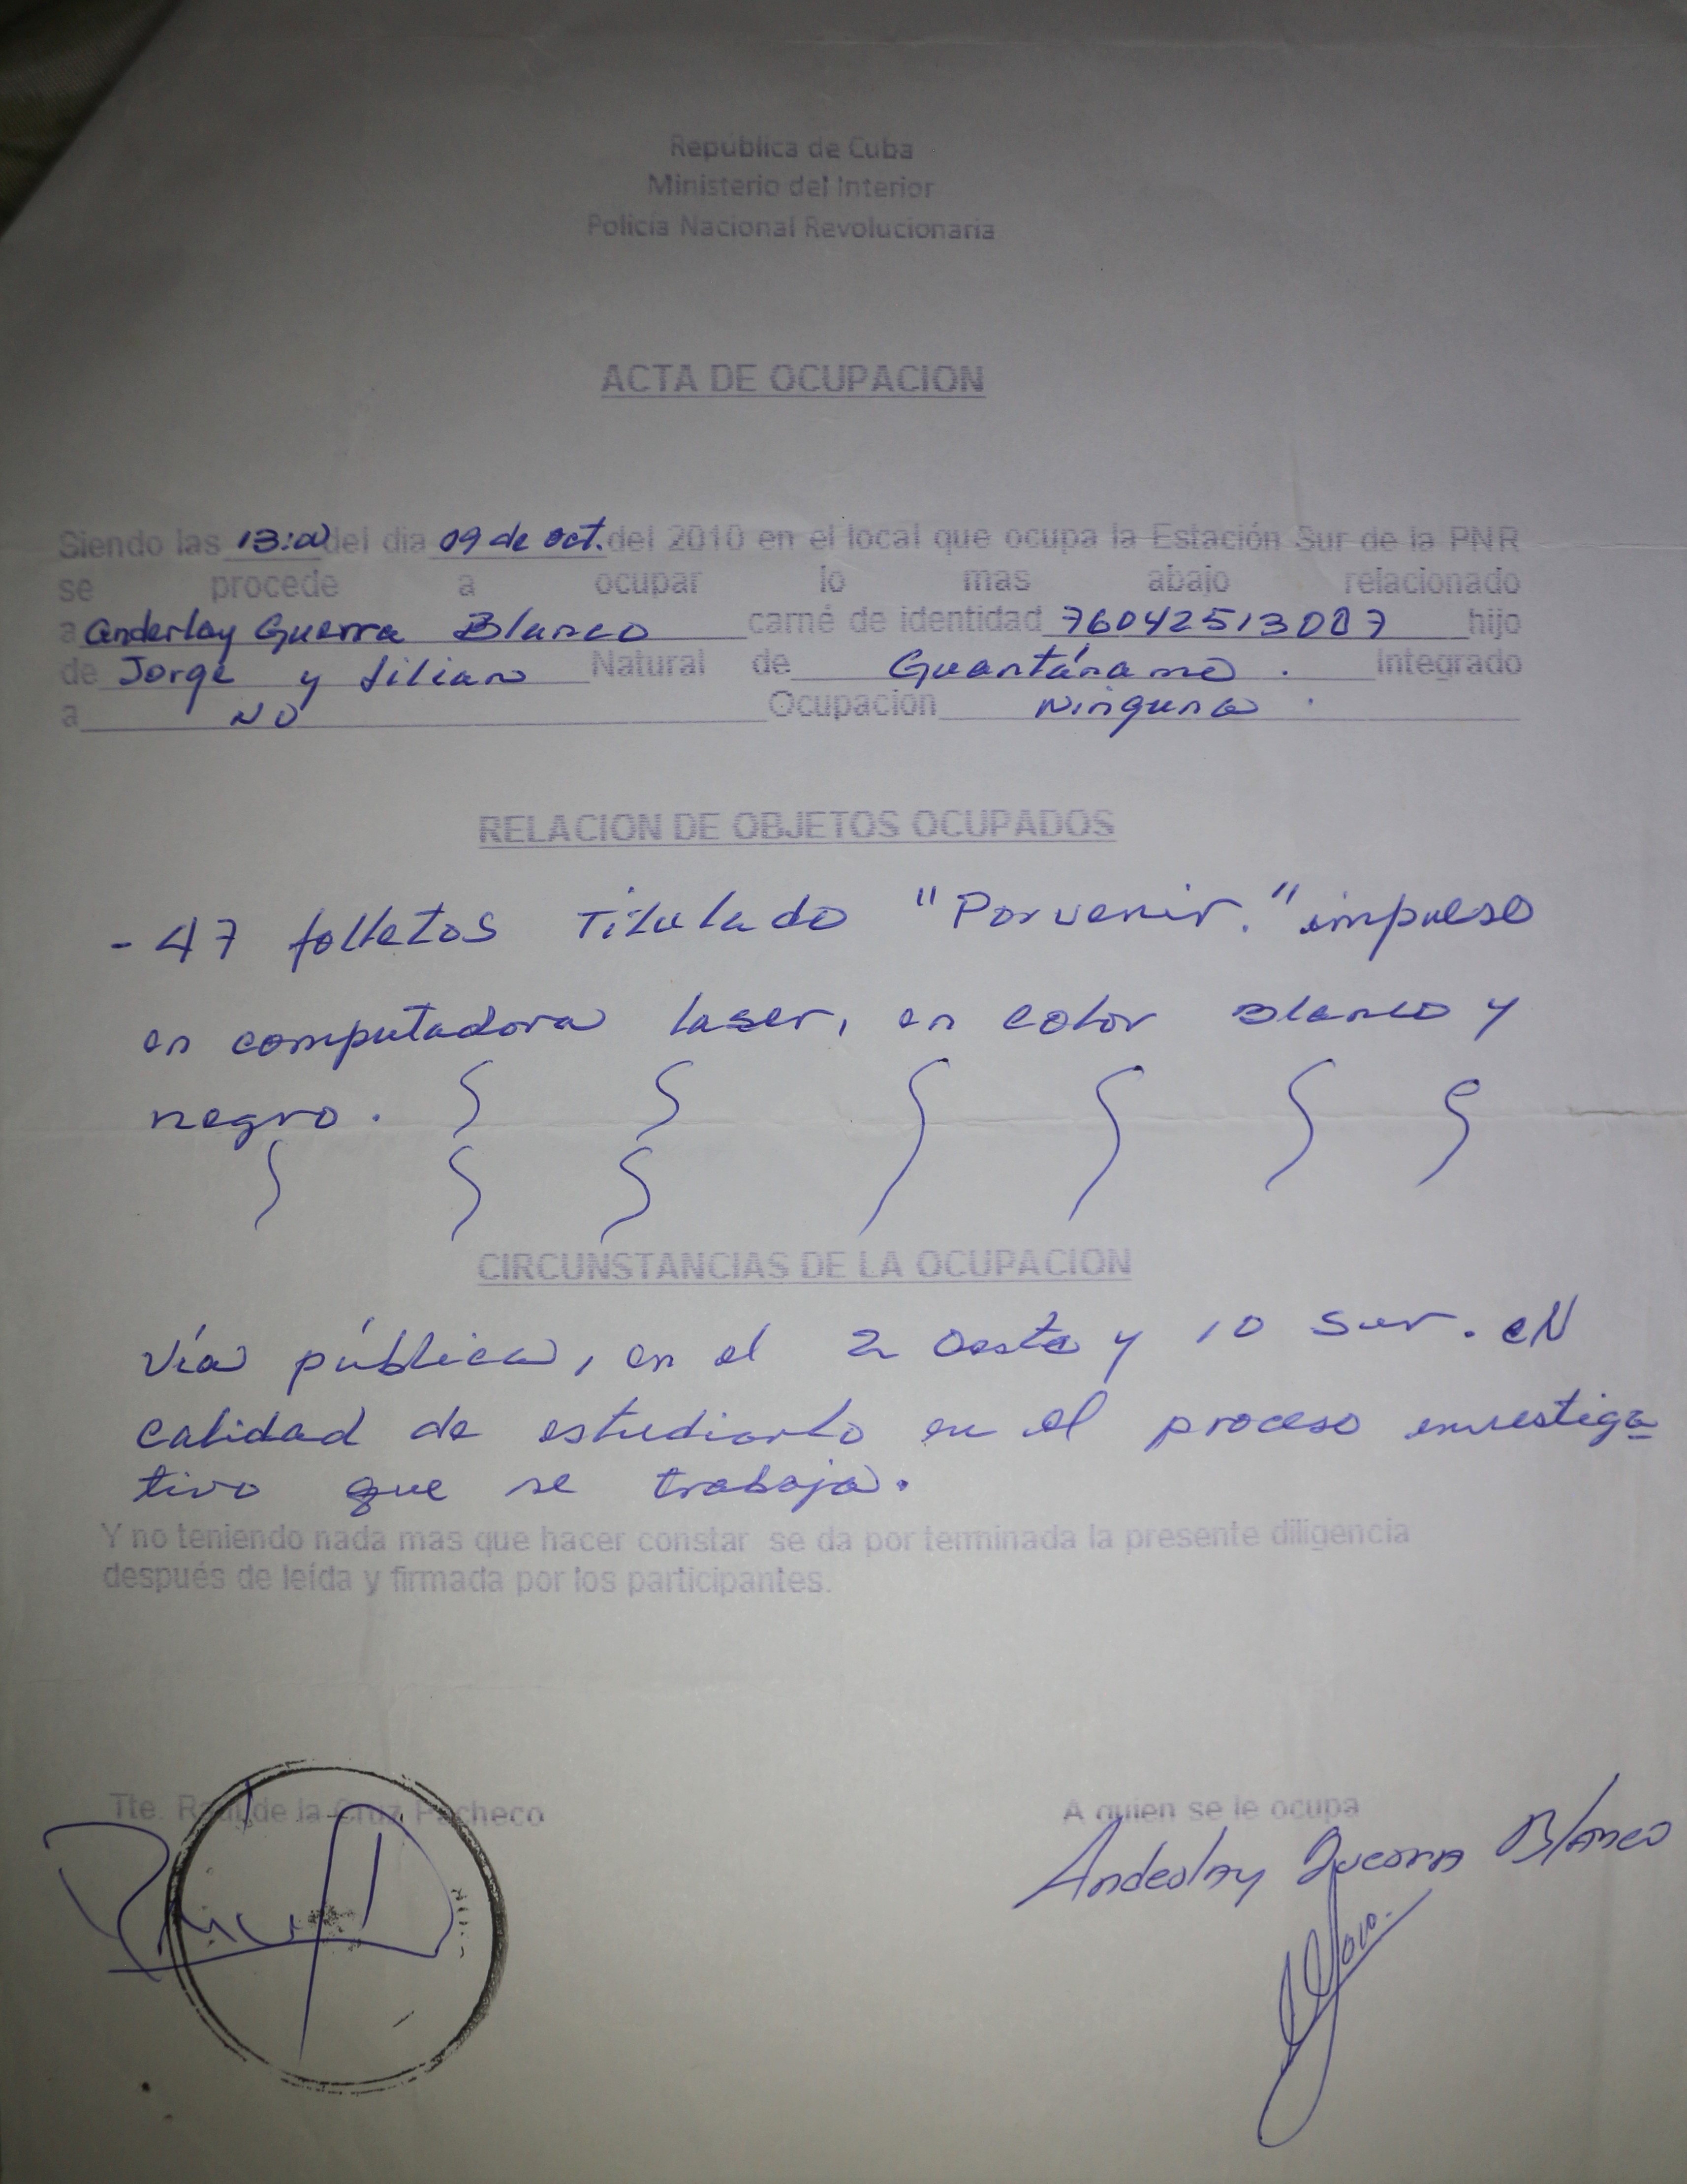 República de Cuba
Ministerio del Interior
Policía Nacional Revolucionaria
ACTA DE OCUPACION
Siendo las 13:00 del dia 09 de oct. del 2010 en el local que ocupa la Estación Sur de la PNR
se procede a ocupar lo mas abajo relacionado
a Anderlay Guerra Blanco carné de identidad 76042513087 hijo
de Jorge y Lilian Natural de Guantánamo. Integrado
a NO Ocupación Ninguna
RELACION DE OBJETOS OCUPADOS
- 47 folletos Titulado "Porvenir." impreso
en computadora laser, en color Blanco y
negro.
CIRCUNSTANCIAS DE LA OCUPACION
Vía pública, en el 2 Oeste y 10 Sur. eN
calidad de estudiarlo en el proceso investiga
tivo que se trabaja.
Y no teniendo nada mas que hacer constar se da por terminada la presente diligencia
después de leída y firmada por los participantes.
Tte. Raúl de la Cruz Pacheco A quien se le ocupa
Anderlay Guerra Blanco